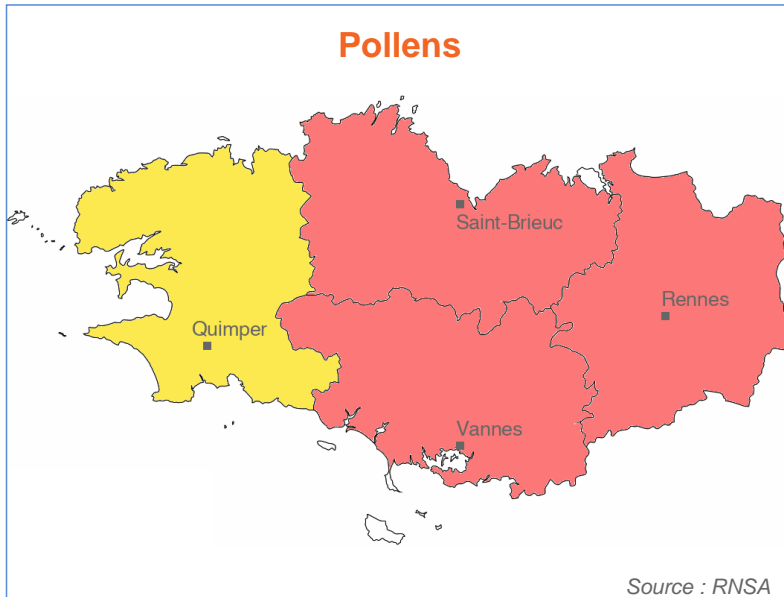 Pollens
Saint-Brieuc
Rennes
Quimper
Vannes
Source : RNSA